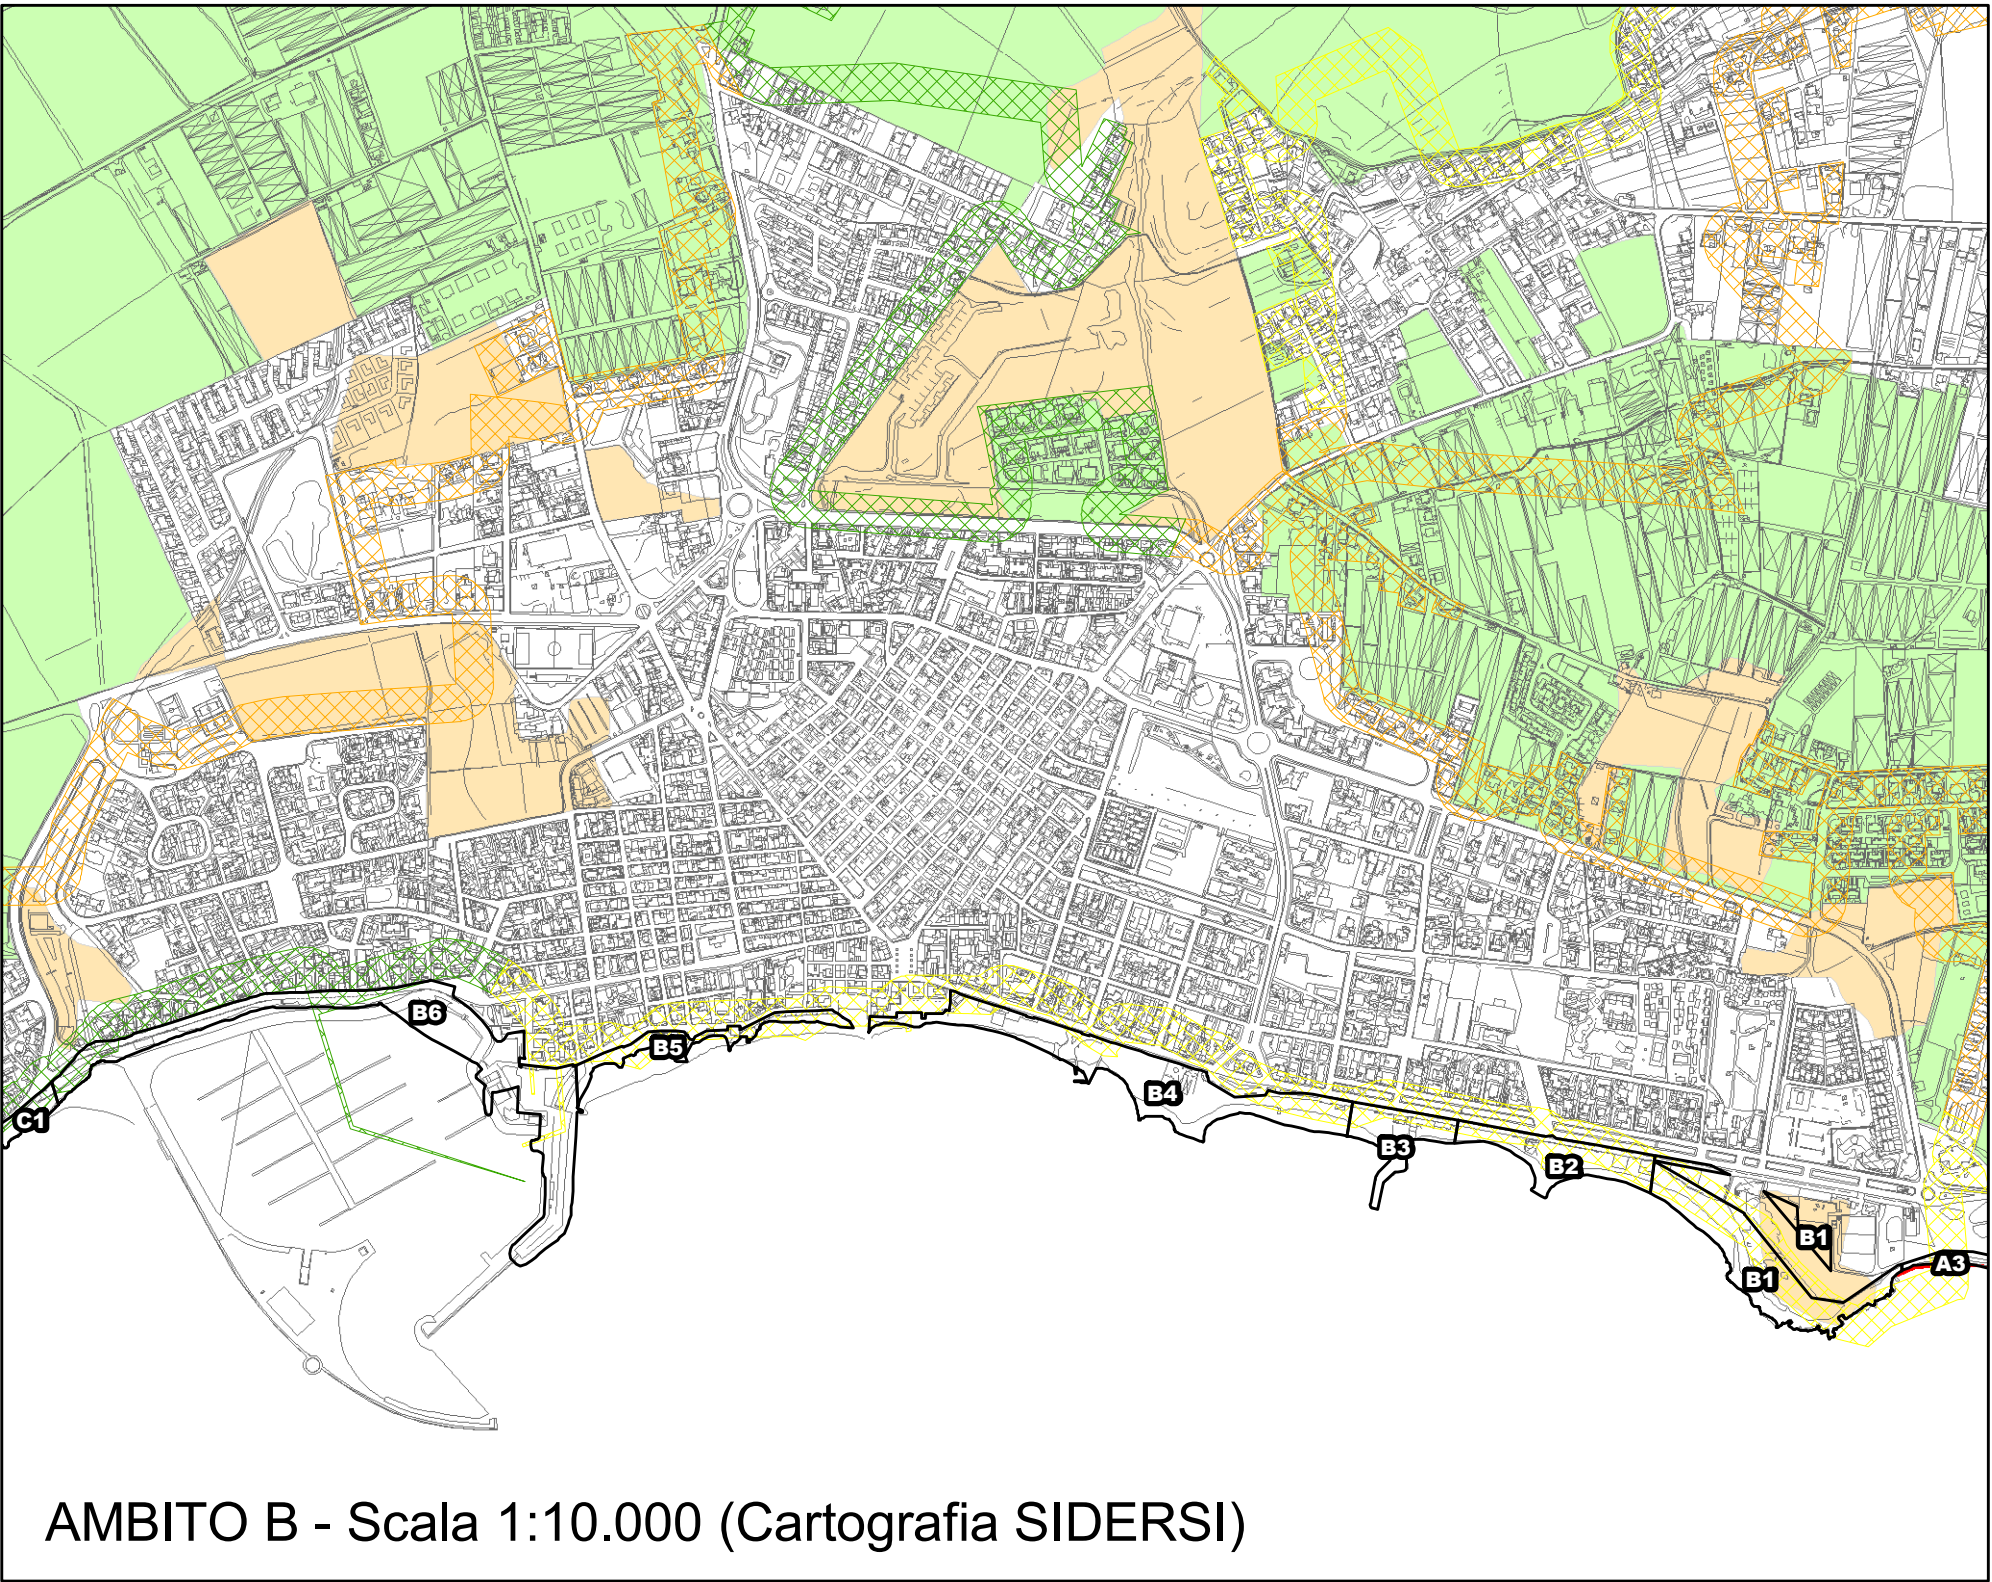 B6
B5
C1
B4
B3
B2
B1
B1
A3
AMBITO B - Scala 1:10.000 (Cartografia SIDERSI)